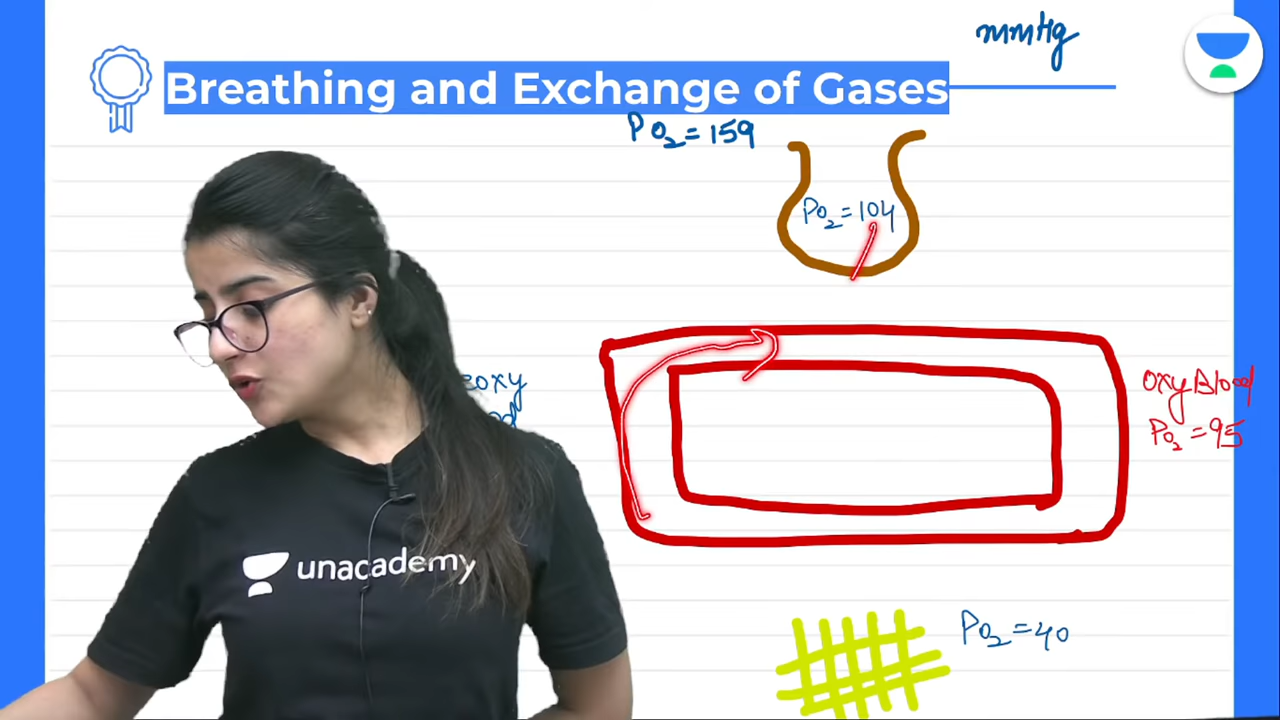 mmHg
Breathing and Exchange of Gases
PO2 = 159
PO2 = 104
oxy Blood
PO2 = 95
unacademy
PO2 = 40